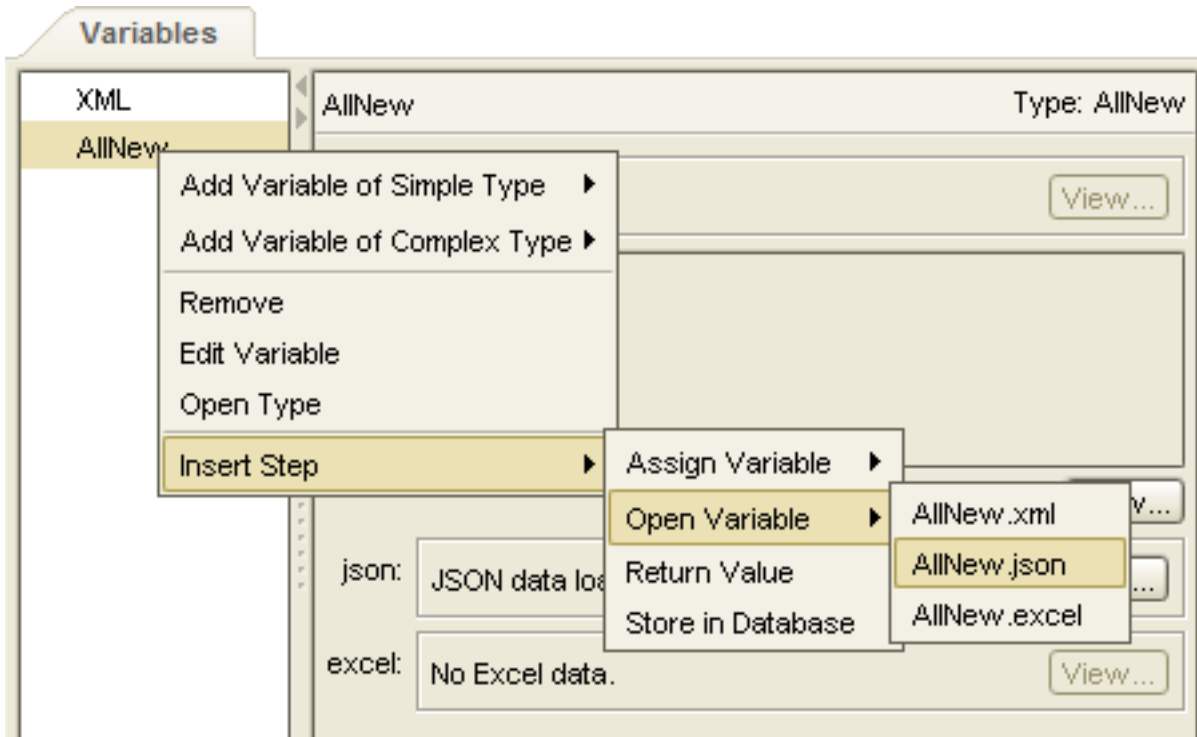 Variables
XML
AllNew
AllNew
Type: AllNew
View...
Add Variable of Simple Type
Add Variable of Complex Type
Remove
Edit Variable
Open Type
Insert Step
Assign Variable
Open Variable
Return Value
Store in Database
AllNew.xml
AllNew.json
AllNew.excel
json:
JSON data
excel:
No Excel data.
View...